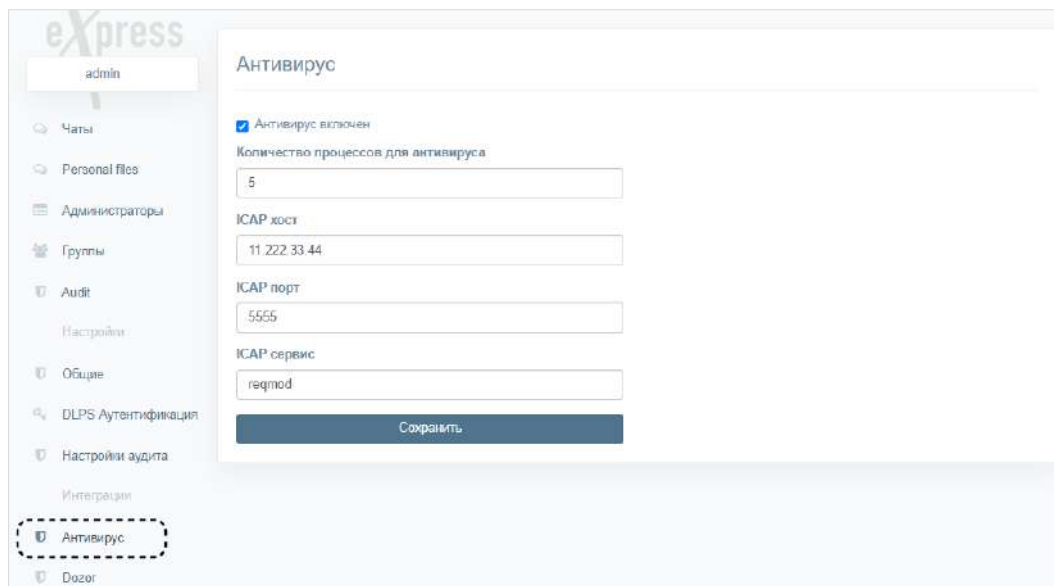 eXpress
admin
Чаты
Personal files
Администраторы
Группы
Audit
Настройки
Общие
DLPS Аутентификация
Настройки аудита
Интеграции
Антивирус
Dozor
Антивирус
Антивирус включен
Количество процессов для антивируса
5
ICAP хост
11.222.33.44
ICAP порт
5555
ICAP сервис
reqmod
Сохранить